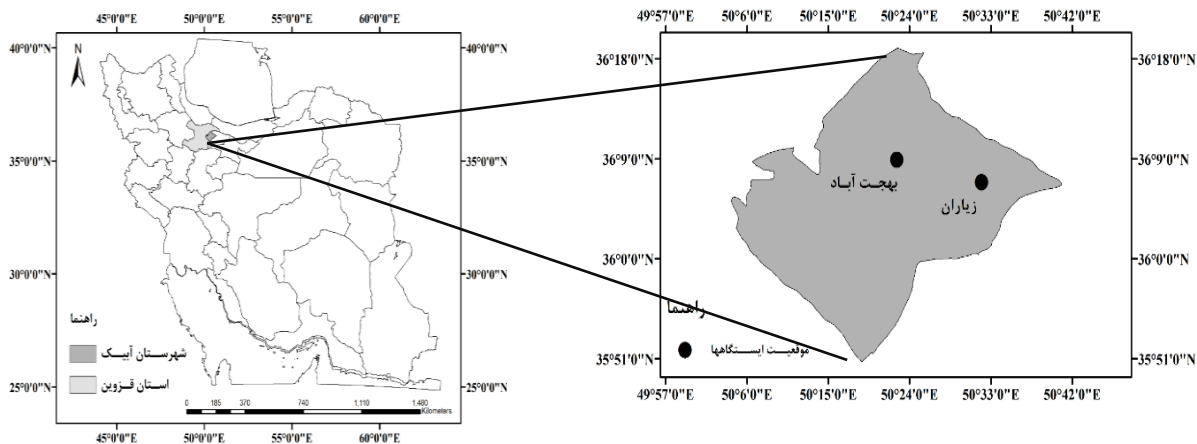 45°0'0"E 50°0'0"E 55°0'0"E 60°0'0"E
40°0'0"N 40°0'0"N
35°0'0"N 35°0'0"N
30°0'0"N 30°0'0"N
25°0'0"N 25°0'0"N
N
راهنما
شهرستان آبیک
استان قزوین
0 185 370 740 1,110 1,480
Kilometers
45°0'0"E 50°0'0"E 55°0'0"E 60°0'0"E
49°57'0"E 50°6'0"E 50°15'0"E 50°24'0"E 50°33'0"E 50°42'0"E
36°18'0"N 36°18'0"N
36°9'0"N 36°9'0"N
بهجت آباد
زیاران
36°0'0"N 36°0'0"N
راهنما
موقعیت ایستگاهها
35°51'0"N 35°51'0"N
49°57'0"E 50°6'0"E 50°15'0"E 50°24'0"E 50°33'0"E 50°42'0"E